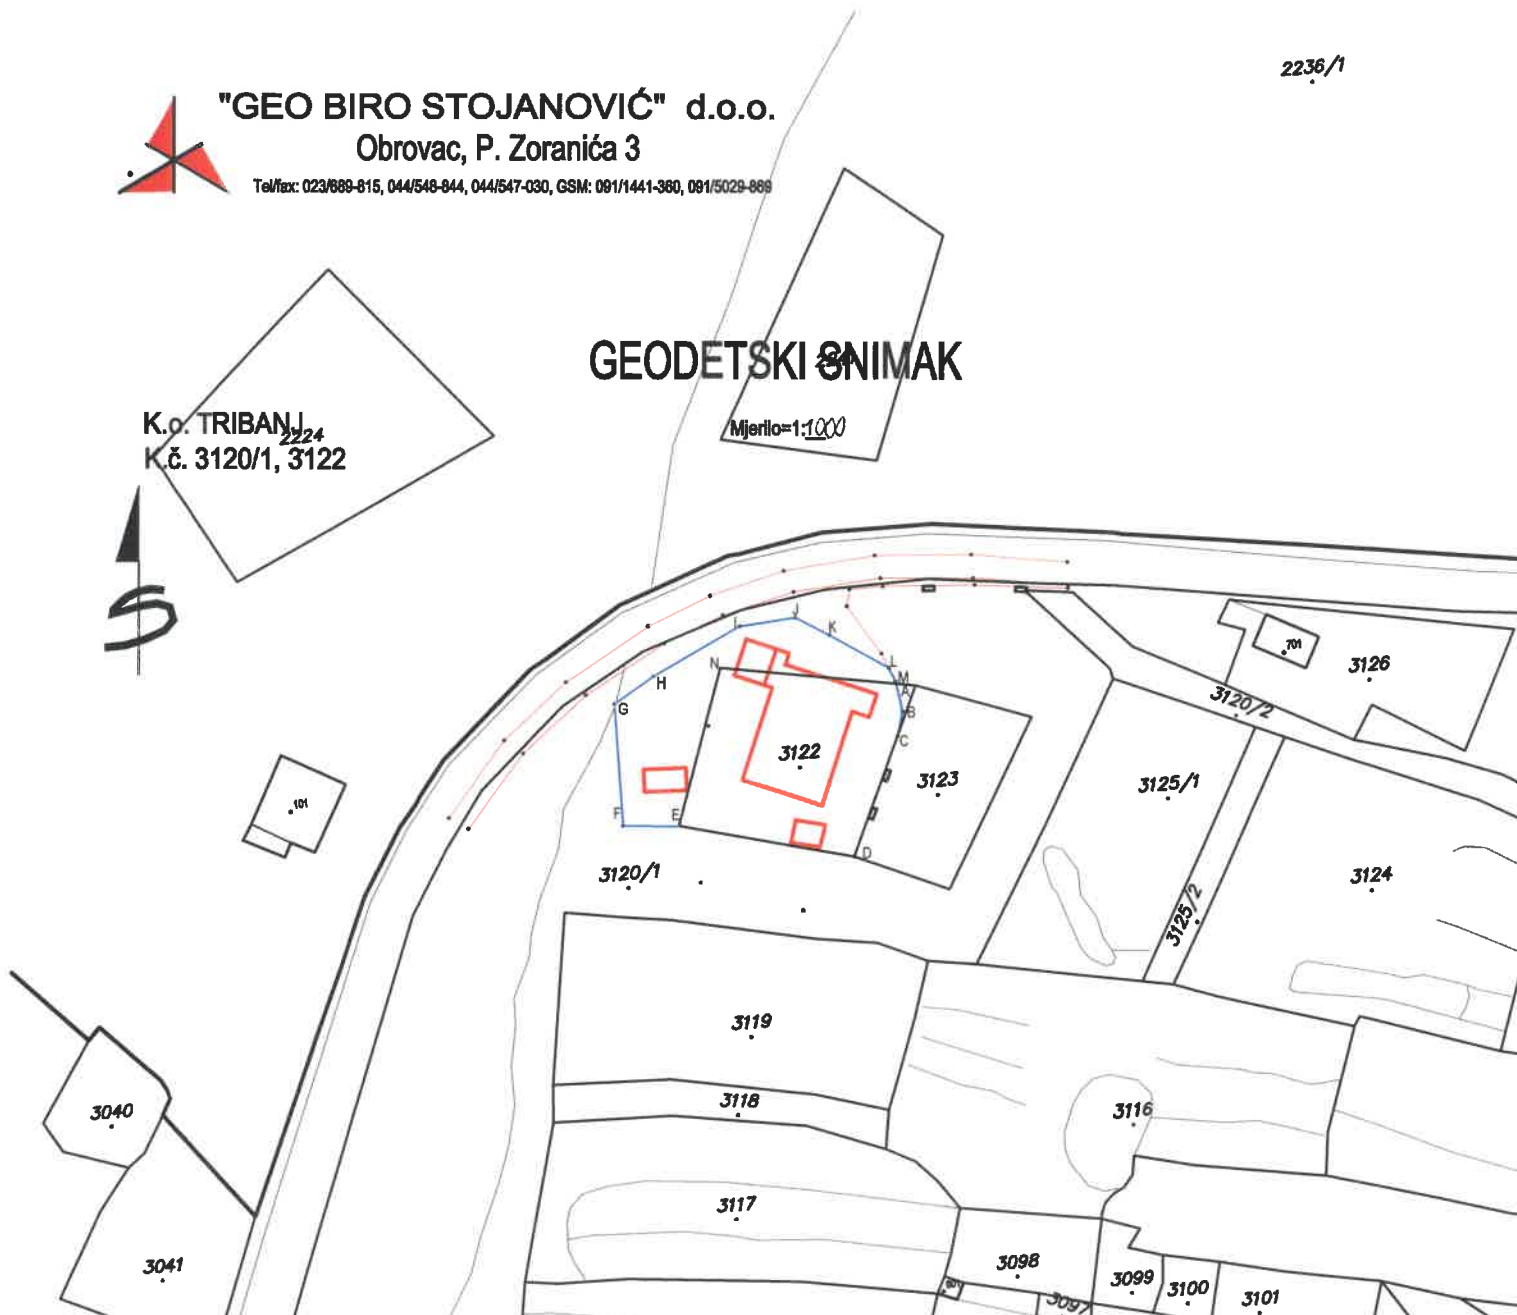 "GEO BIRO STOJANOVIĆ" d.o.o.
Obrovac, P. Zoranića 3
Tel/fax: 023/689-815, 044/548-844, 044/547-030, GSM: 091/1441-360, 091/5029-869
2236/1
GEODETSKI SNIMAK
Mjerilo=1:1000
K.o. TRIBANJ
2224
K.č. 3120/1, 3122
S
J
I
K
N
L
M
H
A
G
B
C
F
E
D
3122
3123
701
3126
3120/2
3125/1
101
3120/1
3124
3125/2
3119
3118
3040
3116
3117
3041
3098
3099
3100
3101
3097